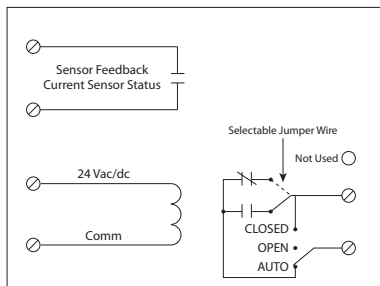 Sensor Feedback
Current Sensor Status
Selectable Jumper Wire
Not Used
24 Vac/dc
Comm
CLOSED
OPEN
AUTO